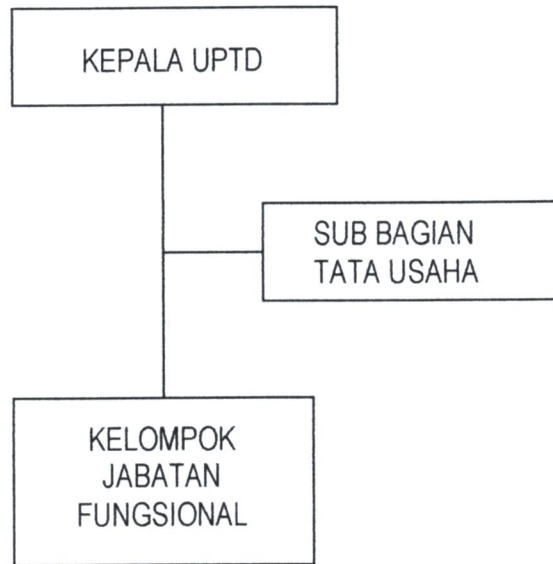 KEPALA UPTD
SUB BAGIAN
TATA USAHA
KELOMPOK
JABATAN
FUNGSIONAL